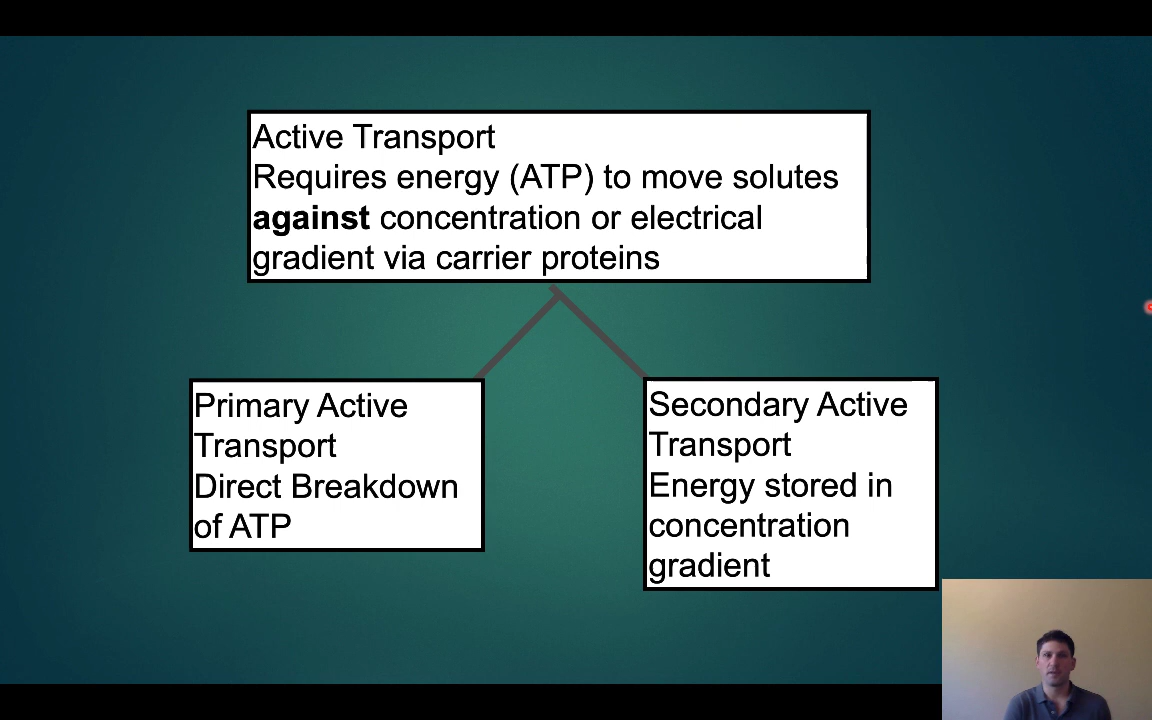 Active Transport
Requires energy (ATP) to move solutes
against concentration or electrical
gradient via carrier proteins
Primary Active
Transport
Direct Breakdown
of ATP
Secondary Active
Transport
Energy stored in
concentration
gradient